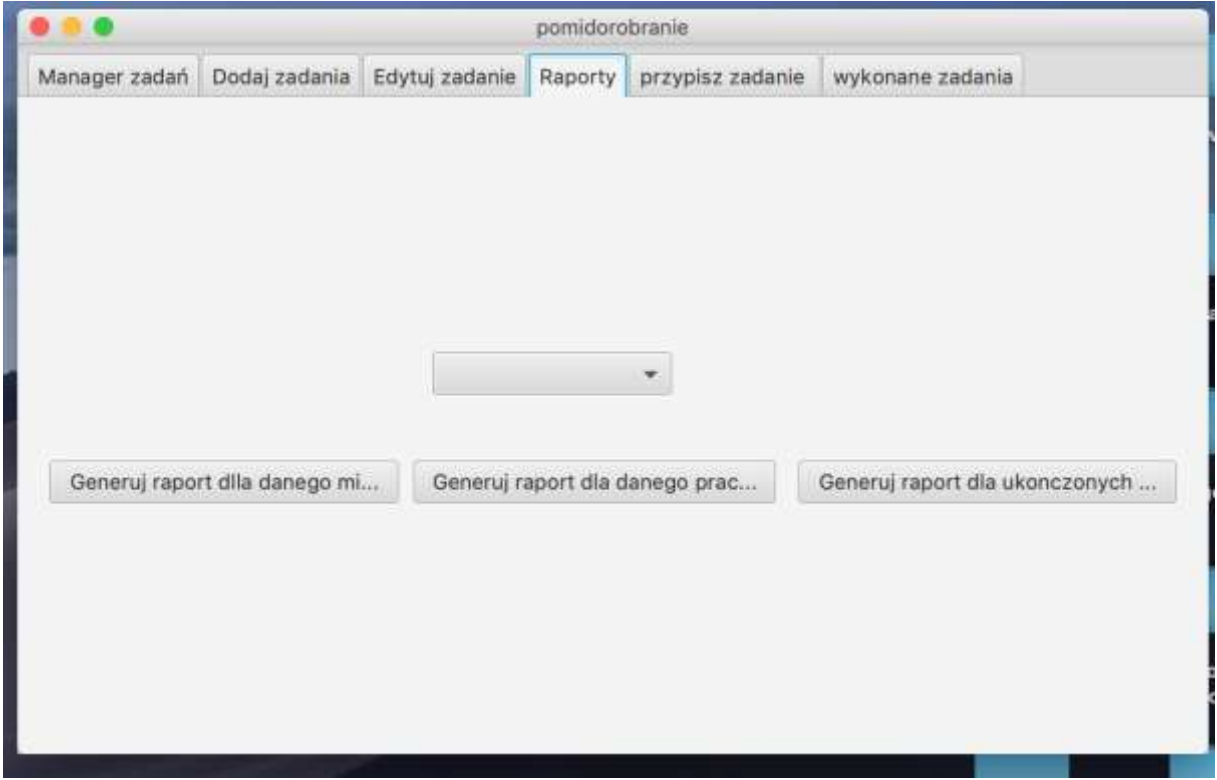 pomidorobranie
Manager zadań Dodaj zadania Edytuj zadanie Raporty przypisz zadanie wykonane zadania
Generuj raport dlla danego mi... Generuj raport dla danego prac... Generuj raport dla ukonczonych ...